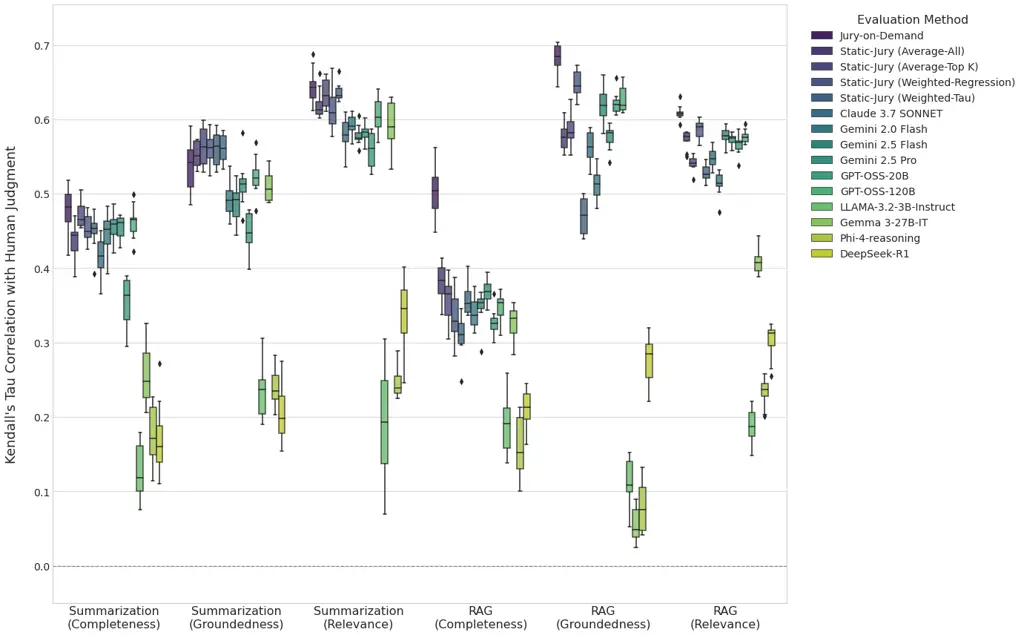 Kendall's Tau Correlation with Human Judgment
0.7
0.6
0.5
0.4
0.3
0.2
0.1
0.0
Summarization
(Completeness)
Summarization
(Groundedness)
Summarization
(Relevance)
RAG
(Completeness)
RAG
(Groundedness)
RAG
(Relevance)
Evaluation Method
Jury-on-Demand
Static-Jury (Average-All)
Static-Jury (Average-Top K)
Static-Jury (Weighted-Regression)
Static-Jury (Weighted-Tau)
Claude 3.7 SONNET
Gemini 2.0 Flash
Gemini 2.5 Flash
Gemini 2.5 Pro
GPT-OSS-20B
GPT-OSS-120B
LLAMA-3.2-3B-Instruct
Gemma 3-27B-IT
Phi-4-reasoning
DeepSeek-R1